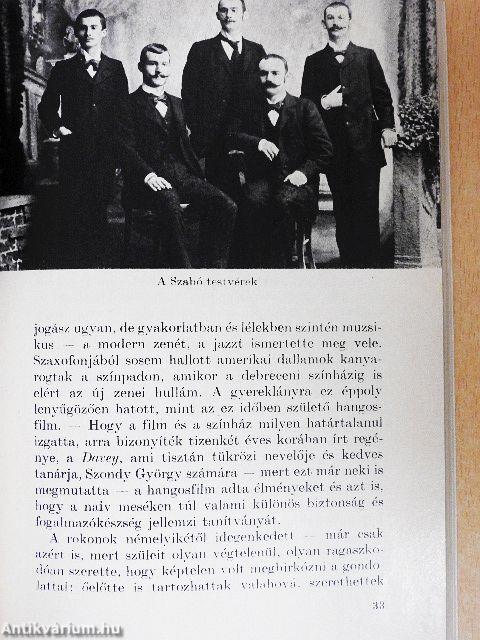 A Szabó testvérek
jogász ugyan, de gyakorlatban és lélekben szintén muzsi-
kus — a modern zenét, a jazzt ismertette meg vele.
Szaxofonjából sosem hallott amerikai dallamok kanya-
rogtak a színpadon, amikor a debreceni színházig is
elért az új zenei hullám. A gyereklányra ez éppoly
lenyűgözően hatott, mint az ez időben születő hangos-
film. — Hogy a film és a színház milyen határtalanul
izgatta, arra bizonyíték tizenkét éves korában írt regé-
nye, a Davey, ami tisztán tükrözi nevelője és kedves
tanárja, Szondy György számára — mert ezt már neki is
megmutatta — a hangosfilm adta élményeket és azt is,
hogy a naiv meséken túl valami különös biztonság és
fogalmazókészség jellemzi tanítványát.
A rokonok némelyikétől idegenkedett — már csak
azért is, mert szüleit olyan végtelenül, olyan ragaszko-
dóan szerette, hogy képtelen volt megbirkózni a gondo-
lattal: őelőtte is tartozhattak valahová, szerethettek
33
Antikvárium.hu